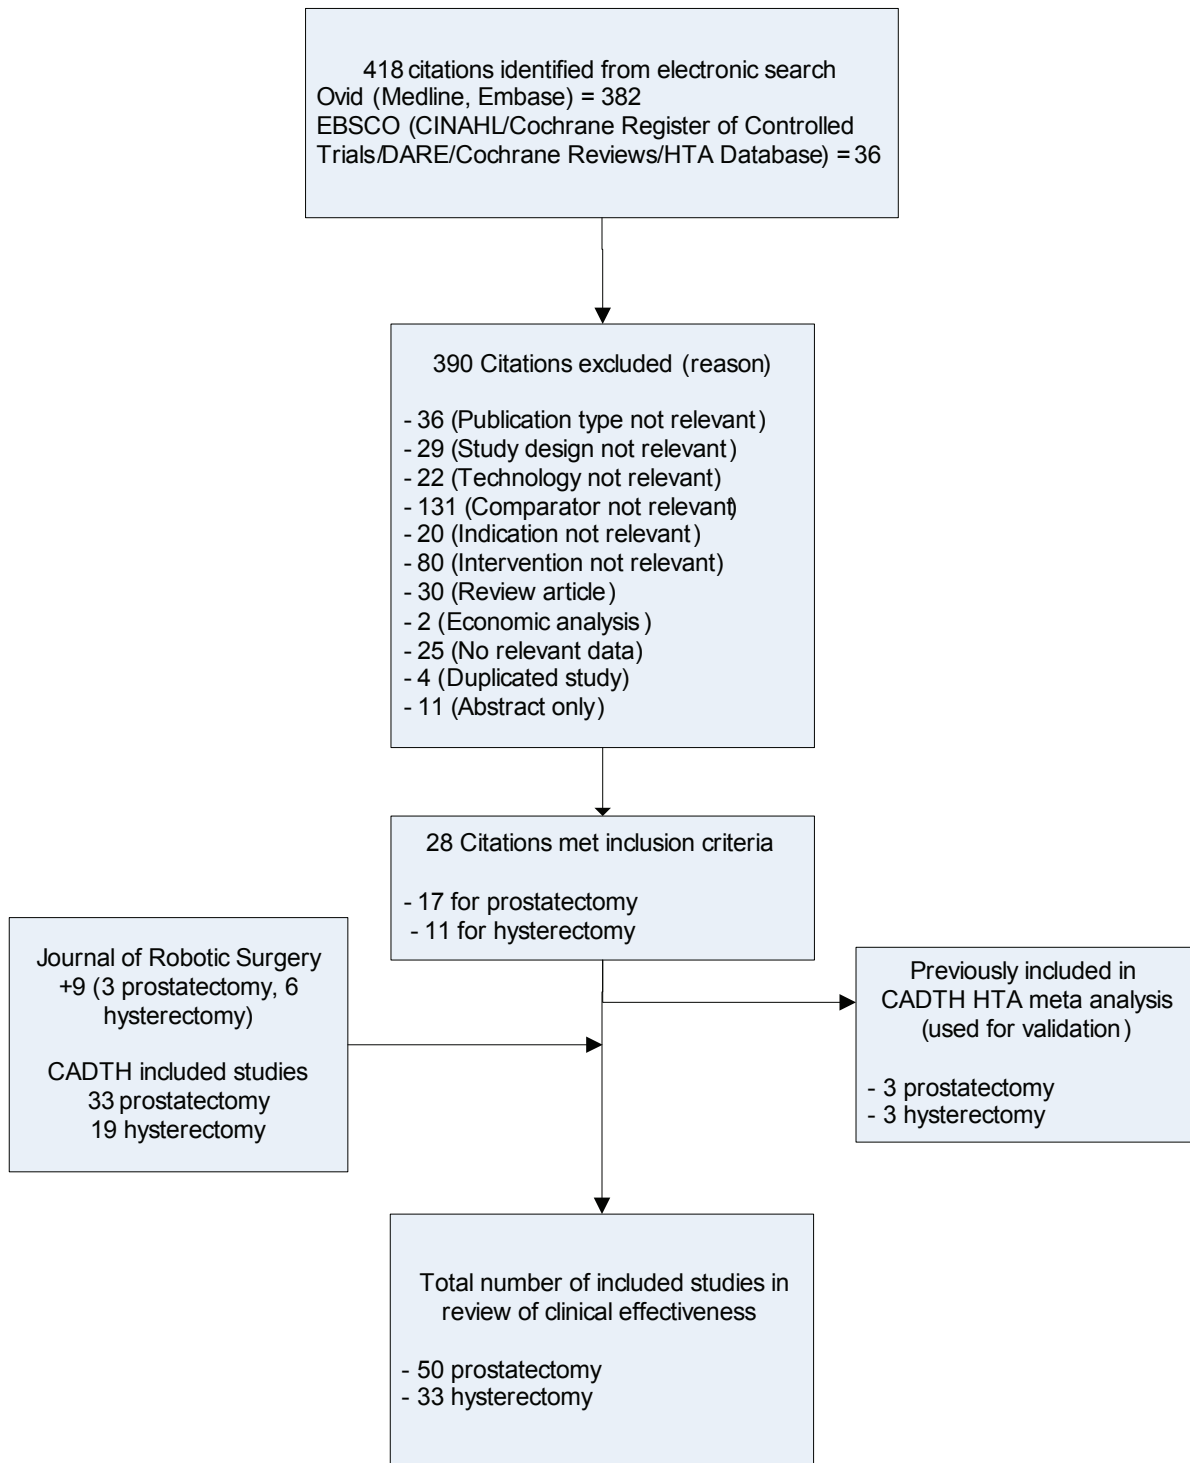 418 citations identified from electronic search
Ovid (Medline, Embase) = 382
EBSCO (CINAHL/Cochrane Register of Controlled
Trials/DARE/Cochrane Reviews/HTA Database) = 36
390 Citations excluded (reason)
- 36 (Publication type not relevant)
- 29 (Study design not relevant)
- 22 (Technology not relevant)
- 131 (Comparator not relevant)
- 20 (Indication not relevant)
- 80 (Intervention not relevant)
- 30 (Review article)
- 2 (Economic analysis)
- 25 (No relevant data)
- 4 (Duplicated study)
- 11 (Abstract only)
28 Citations met inclusion criteria
- 17 for prostatectomy
- 11 for hysterectomy
Journal of Robotic Surgery
+9 (3 prostatectomy, 6
hysterectomy)
CADTH included studies
33 prostatectomy
19 hysterectomy
Previously included in
CADTH HTA meta analysis
(used for validation)
- 3 prostatectomy
- 3 hysterectomy
Total number of included studies in
review of clinical effectiveness
- 50 prostatectomy
- 33 hysterectomy